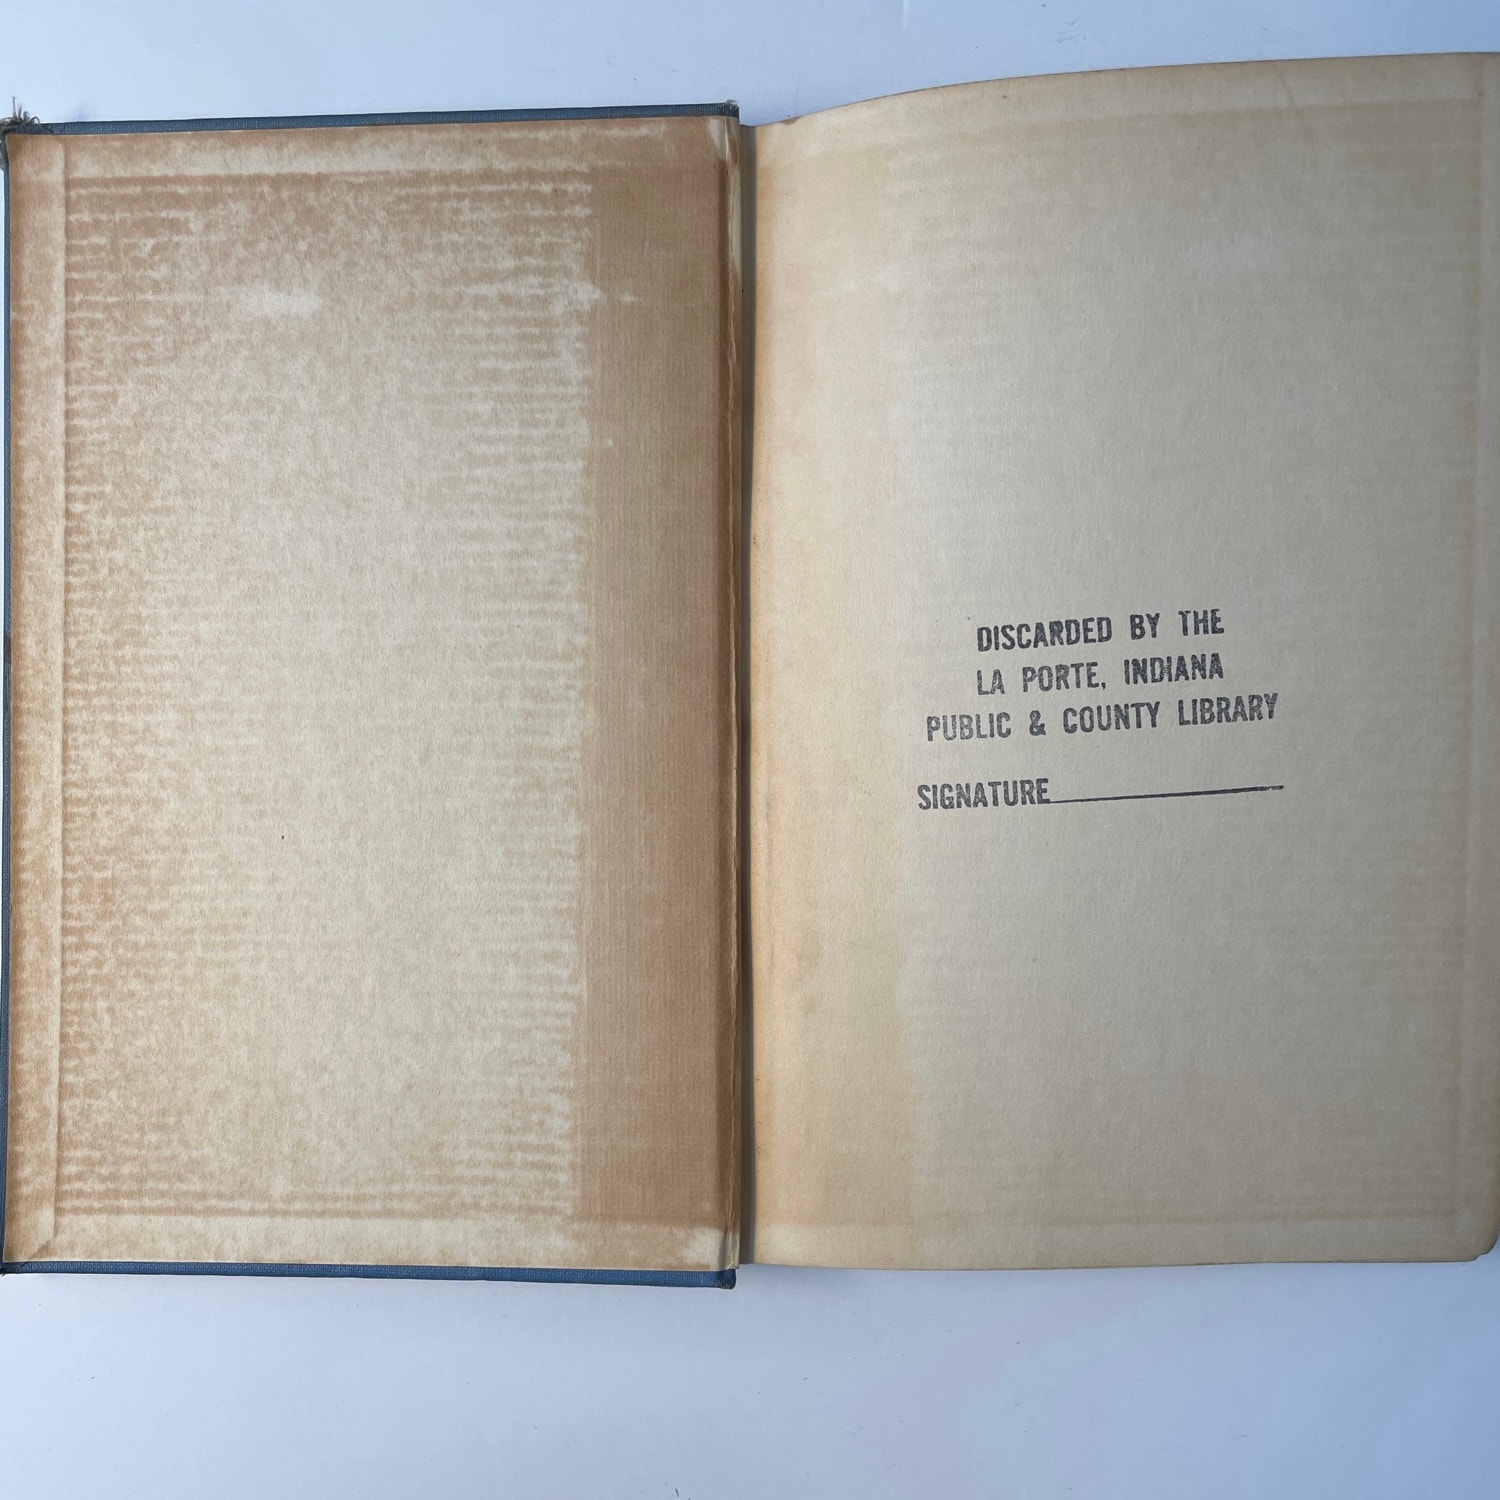 DISCARDED BY THE
LA PORTE, INDIANA
PUBLIC & COUNTY LIBRARY
SIGNATURE